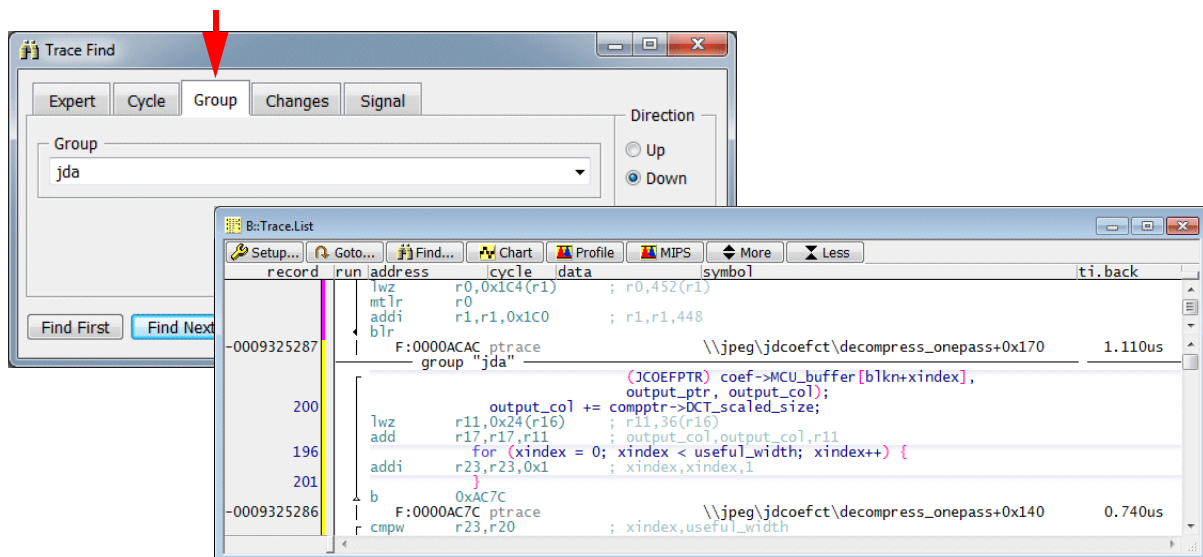 Trace Find
Expert Cycle Group Changes Signal
Direction
Group
Up
jda
Down
B::Trace.List
Setup... Goto... Find... Chart Profile MIPS More Less
record run address cycle data symbol ti.back
lwz r0,0x1C4(r1) ; r0,452(r1)
mtlr r0
addi r1,r1,0x1C0 ; r1,r1,448
Find First Find Next
blr
-0009325287 F:0000ACAC ptrace \\jpeg\jdcoefct\decompress_onepass+0x170 1.110us
group "jda"
(JCOEFPTR) coef->MCU_buffer[blkn+xindex],
output_ptr, output_col);
200 output_col += compptr->DCT_scaled_size;
lwz r11,0x24(r16) ; r11,36(r16)
add r17,r17,r11 ; output_col,output_col,r11
196 for (xindex = 0; xindex < useful_width; xindex++) {
addi r23,r23,0x1 ; xindex,xindex,1
201 }
b 0xAC7C
-0009325286 F:0000AC7C ptrace \\jpeg\jdcoefct\decompress_onepass+0x140 0.740us
cmpw r23,r20 ; xindex,useful_width